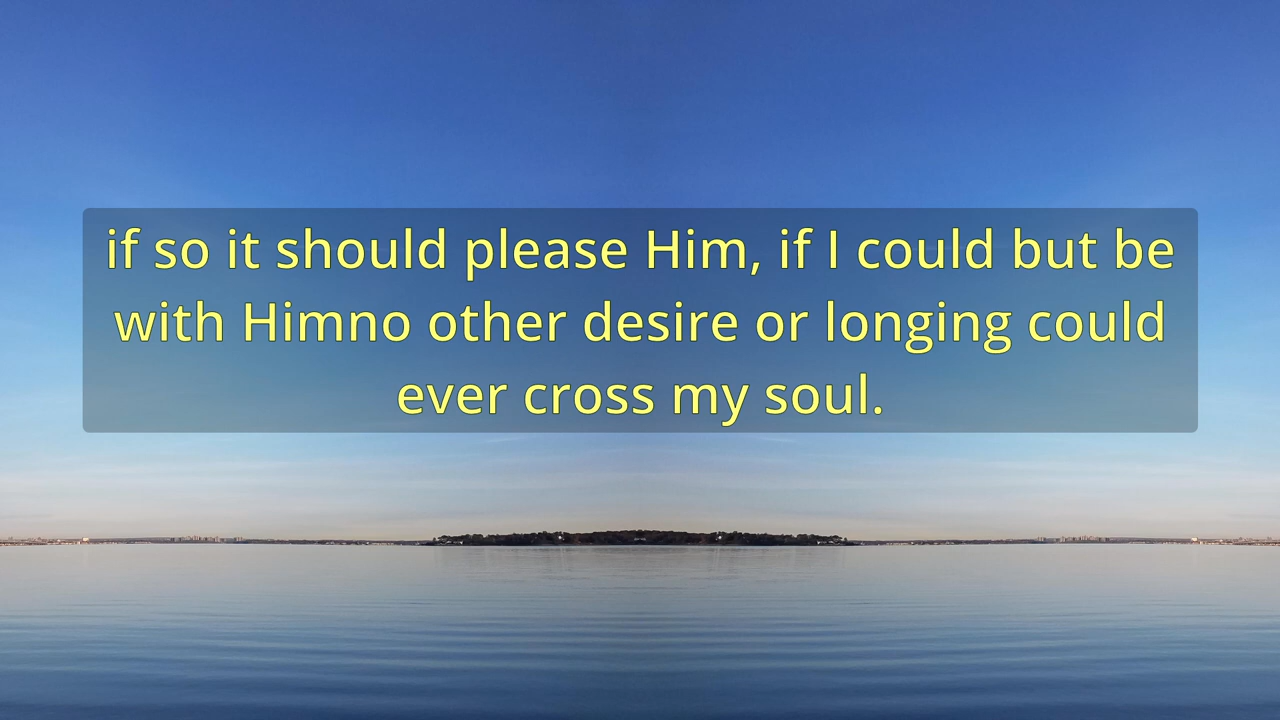 if so it should please Him, if I could but be
with Himno other desire or longing could
ever cross my soul.